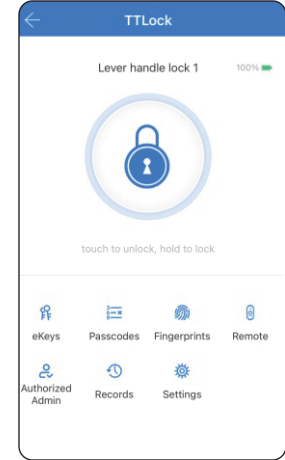 TTLock
Lever handle lock 1 100%
touch to unlock, hold to lock
eKeys Passcodes Fingerprints Remote
Authorized Admin Records Settings